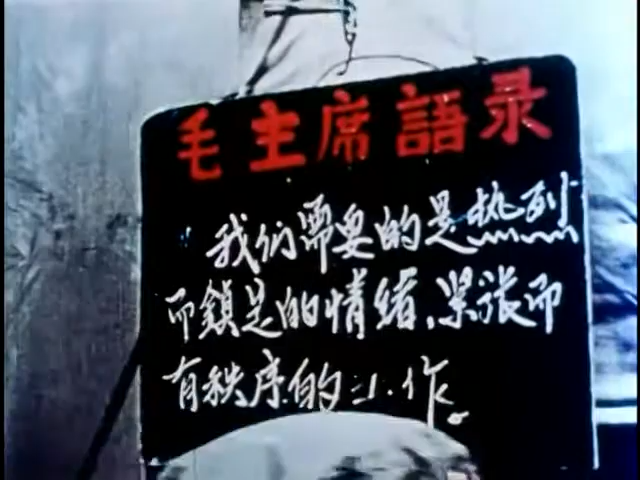 毛主席語录
我们需要的是热烈
而鎮定的情绪,紧张而
有秩序的工作。